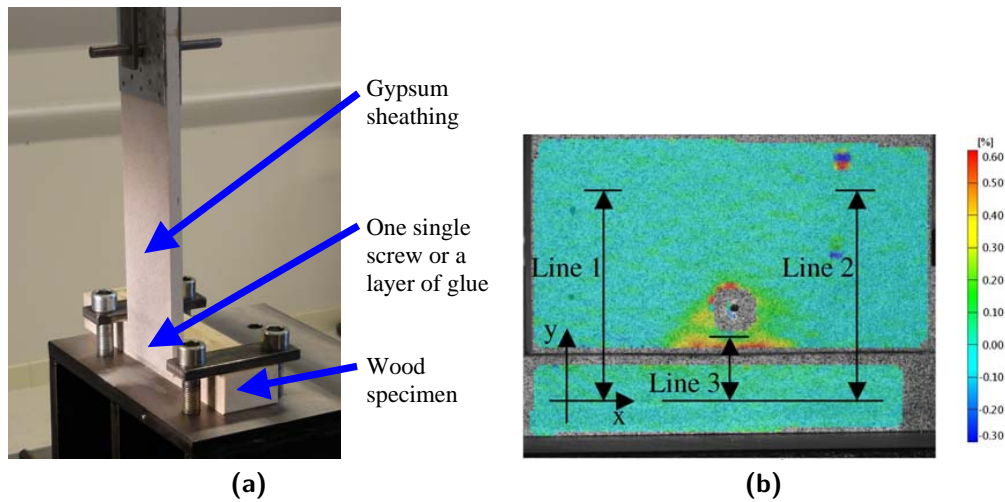 Gypsum
sheathing
One single
screw or a
layer of glue
Wood
specimen
(a)
[%]
0.60
0.50
0.40
0.30
0.20
0.10
0.00
-0.10
-0.20
-0.30
Line 1
Line 2
Line 3
y
x
(b)